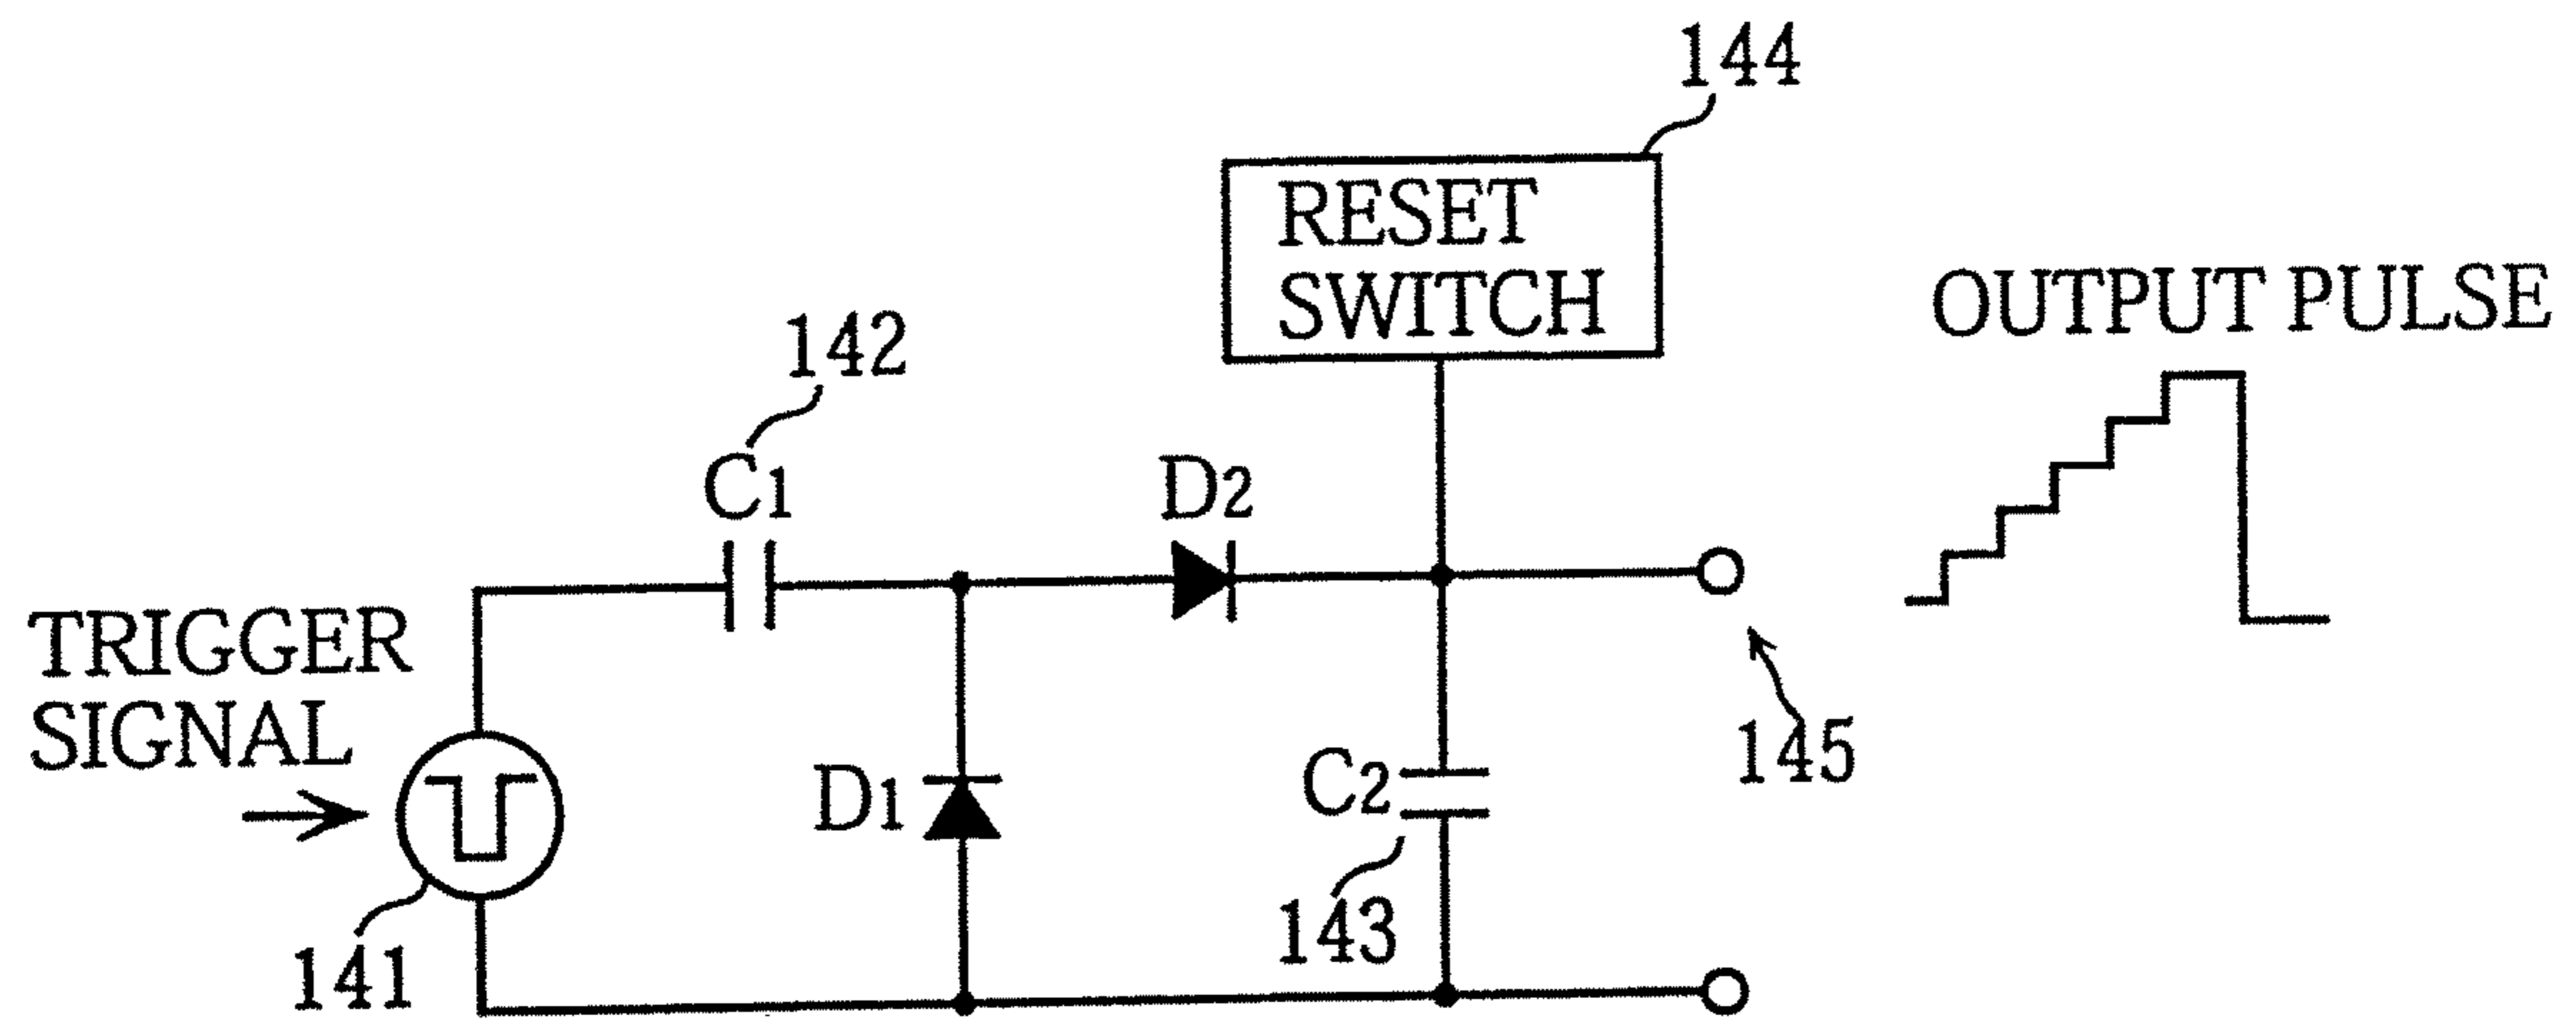 144
RESET
SWITCH
OUTPUT PULSE
142
C1
D2
TRIGGER
SIGNAL
D1
C2
145
143
141